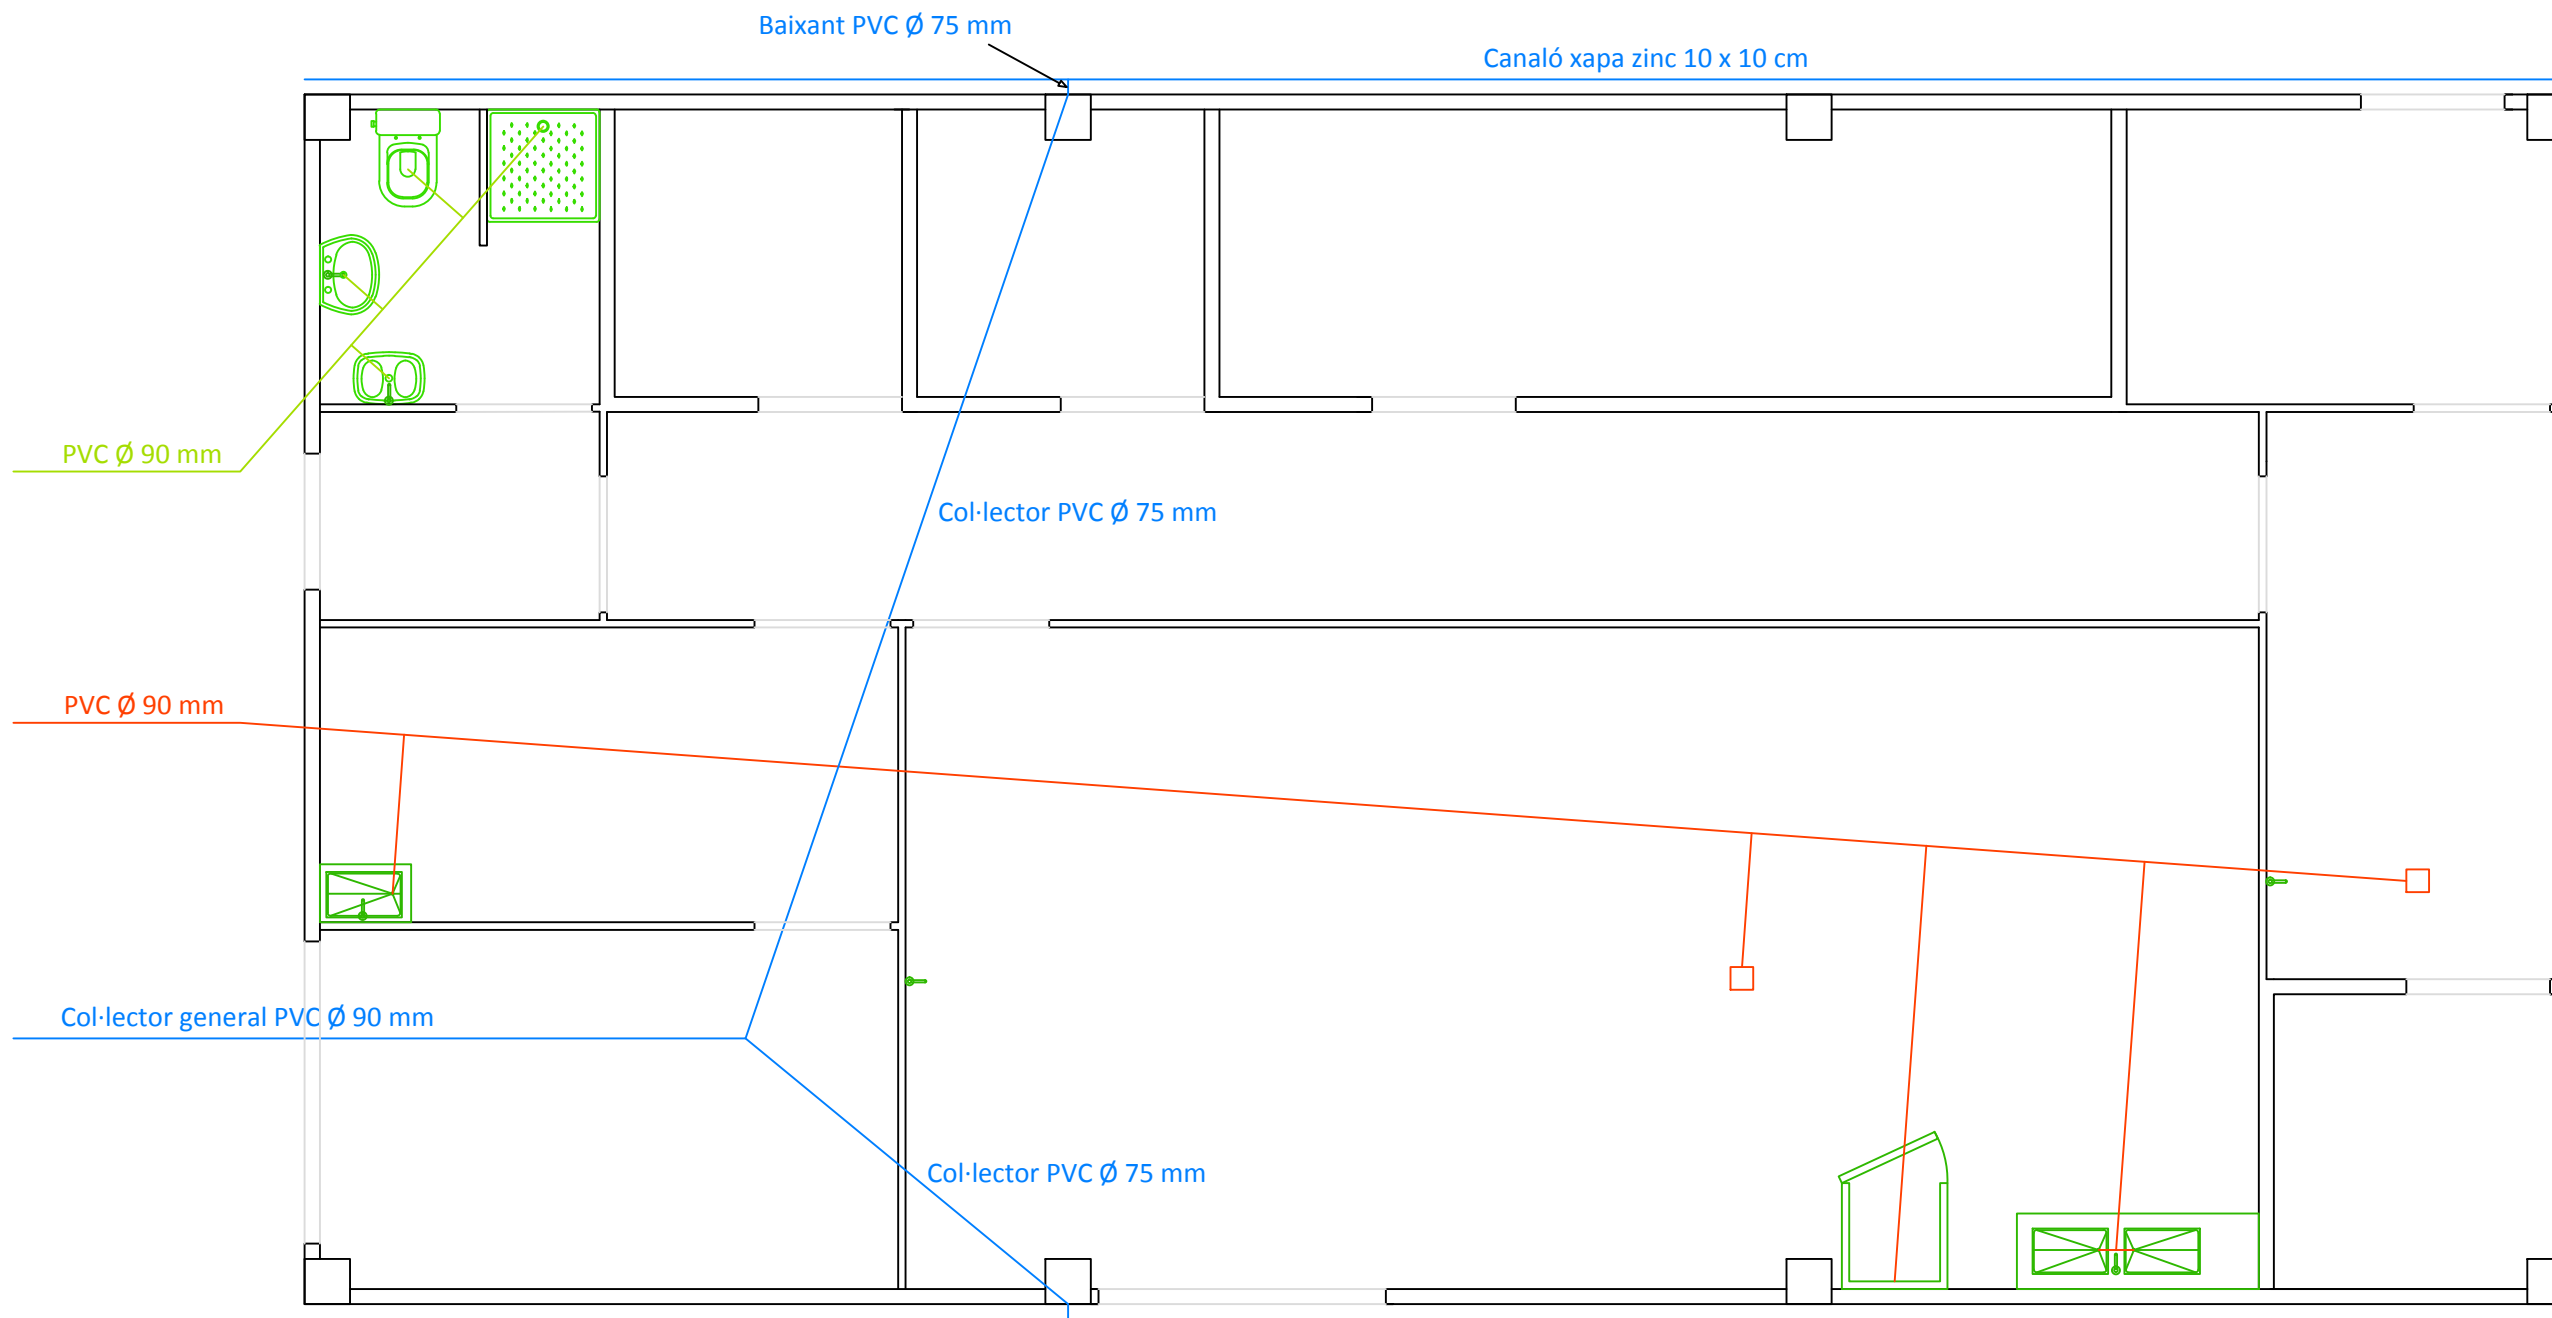 Baixant PVC Ø 75 mm
Canaló xapa zinc 10 x 10 cm
PVC Ø 90 mm
Col·lector PVC Ø 75 mm
PVC Ø 90 mm
Col·lector general PVC Ø 90 mm
Col·lector PVC Ø 75 mm